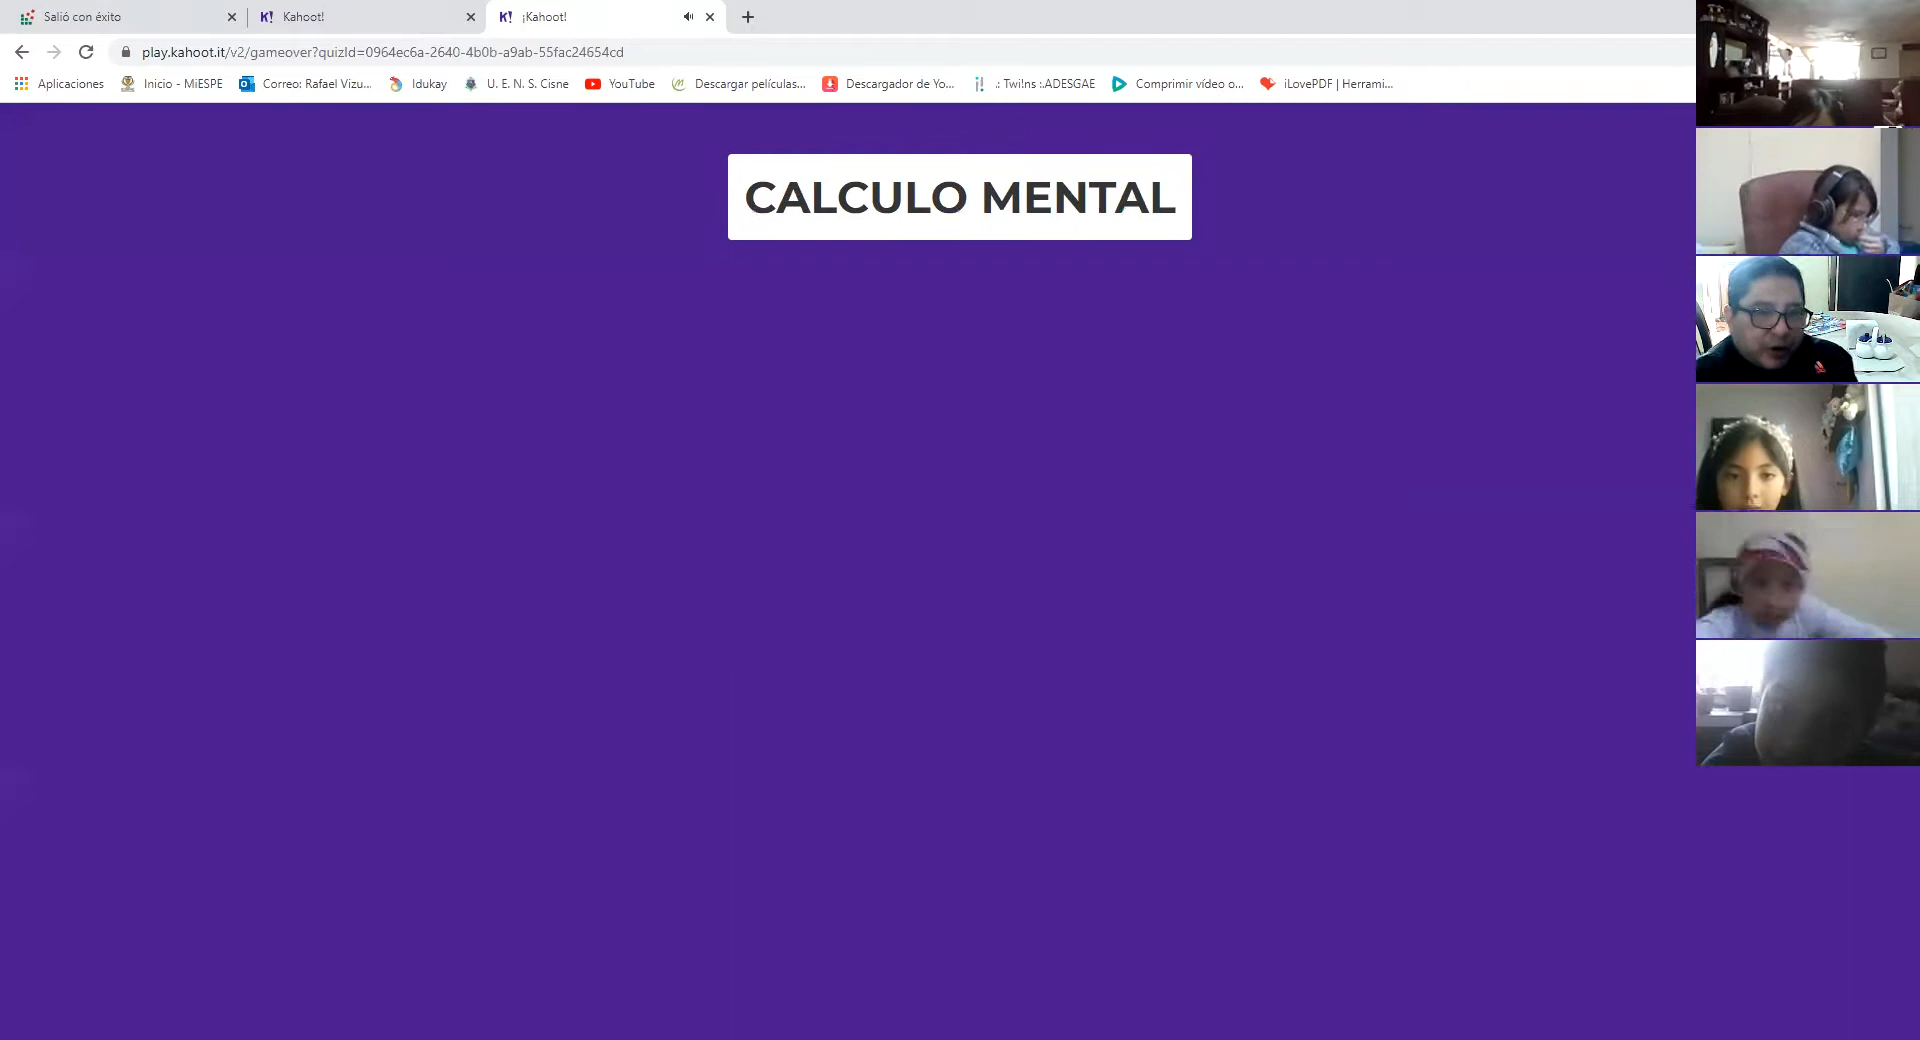 Salió con éxito
K! Kahoot!
K! ¡Kahoot!
play.kahoot.it/v2/gameover?quizId=0964ec6a-2640-4b0b-a9ab-55fac24654cd
Aplicaciones
Inicio - MiESPE
Correo: Rafael Vizu...
Idukay
U. E. N. S. Cisne
YouTube
Descargar películas...
Descargador de Yo...
.: Twi!ns :.ADESGAE
Comprimir vídeo o...
iLovePDF | Herrami...
CALCULO MENTAL